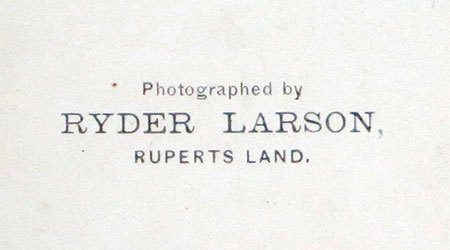 Photographed by
RYDER LARSON,
RUPERTS LAND.